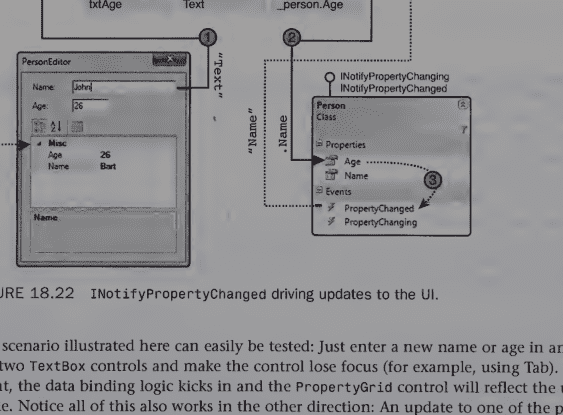 txtAge Text _person.Age
1 2
PersonEditor
"Text"
INotifyPropertyChanging
INotifyPropertyChanged
Name: John
Age: 26
Person
Class
"Name"
.Name
Properties
Misc
Age 26
Name Bart
Age
Name
3
Events
PropertyChanged
PropertyChanging
Name
URE 18.22 INotifyPropertyChanged driving updates to the UI.
scenario illustrated here can easily be tested: Just enter a new name or age in an
two TextBox controls and make the control lose focus (for example, using Tab).
t, the data binding logic kicks in and the PropertyGrid control will reflect the
e. Notice all of this also works in the other direction: An update to one of the p